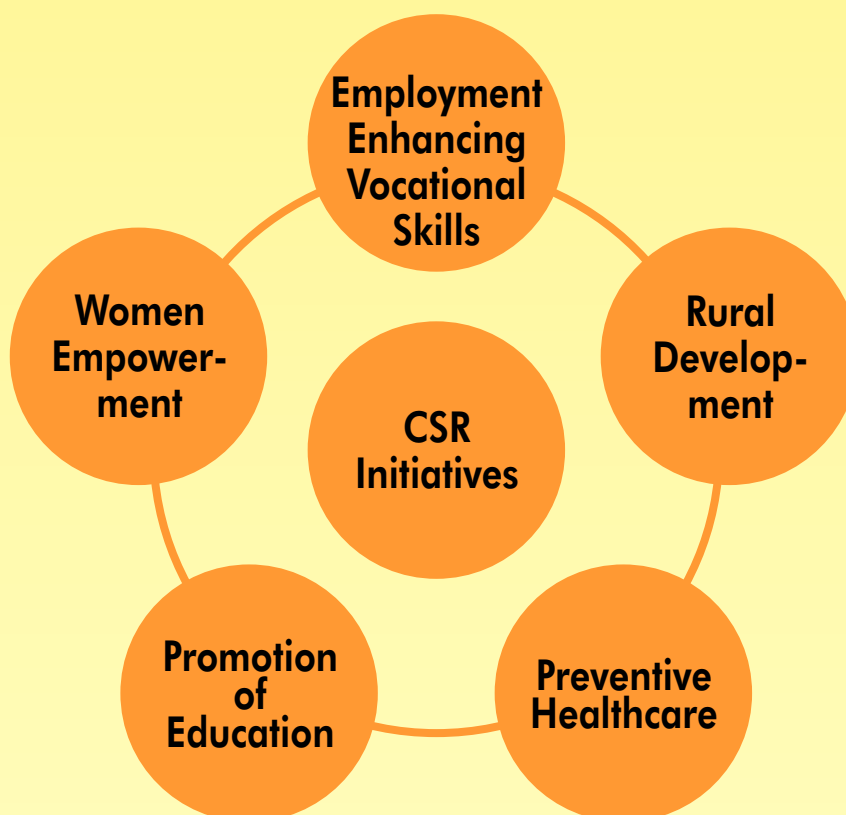 Employment
Enhancing
Vocational
Skills
Women
Empower-
ment
Rural
Develop-
ment
CSR
Initiatives
Promotion
of
Education
Preventive
Healthcare